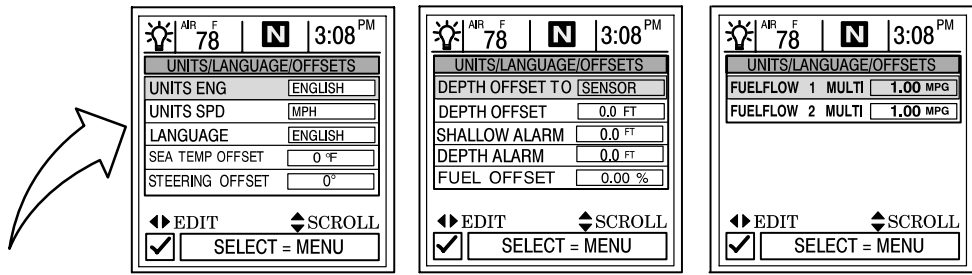 AIR F 78 N 3:08 PM
UNITS/LANGUAGE/OFFSETS
UNITS ENG ENGLISH
UNITS SPD MPH
LANGUAGE ENGLISH
SEA TEMP OFFSET 0 °F
STEERING OFFSET 0°
EDIT SCROLL
SELECT = MENU
AIR F 78 N 3:08 PM
UNITS/LANGUAGE/OFFSETS
DEPTH OFFSET TO SENSOR
DEPTH OFFSET 0.0 FT
SHALLOW ALARM 0.0 FT
DEPTH ALARM 0.0 FT
FUEL OFFSET 0.00 %
EDIT SCROLL
SELECT = MENU
AIR F 78 N 3:08 PM
UNITS/LANGUAGE/OFFSETS
FUELFLOW 1 MULTI 1.00 MPG
FUELFLOW 2 MULTI 1.00 MPG
EDIT SCROLL
SELECT = MENU